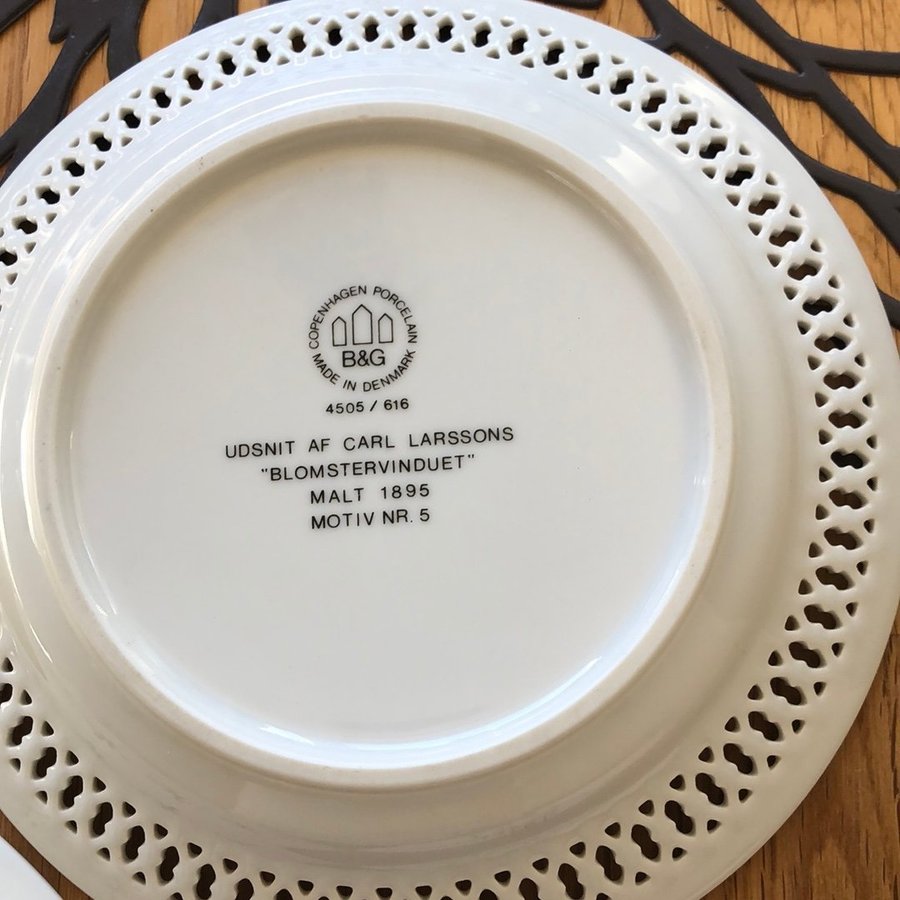 COPENHAGEN PORCELAIN
B&G
MADE IN DENMARK
4505 / 616
UDSNIT AF CARL LARSSONS
"BLOMSTERVINDUET"
MALT 1895
MOTIV NR. 5